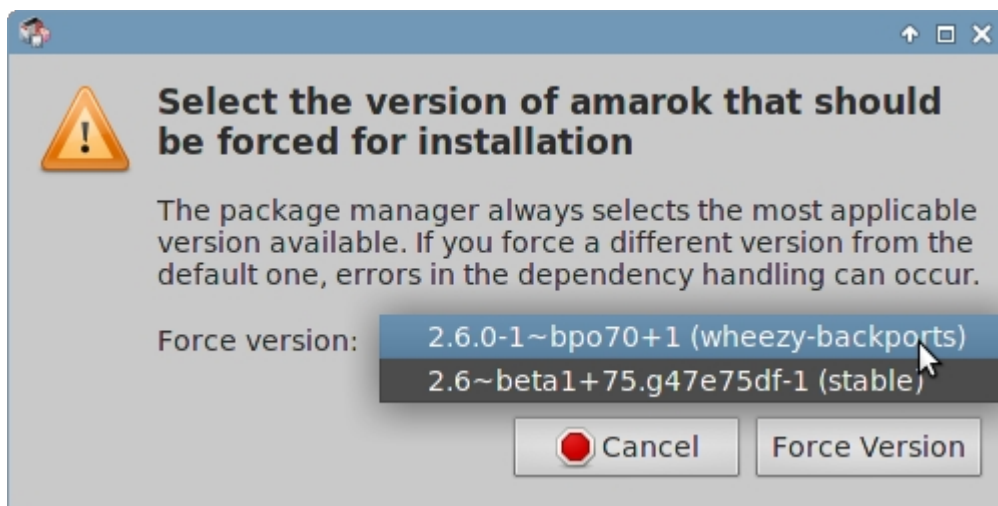 Select the version of amarok that should
be forced for installation
The package manager always selects the most applicable
version available. If you force a different version from the
default one, errors in the dependency handling can occur.
Force version:
2.6.0-1~bpo70+1 (wheezy-backports)
2.6~beta1+75.g47e75df-1 (stable)
Cancel
Force Version